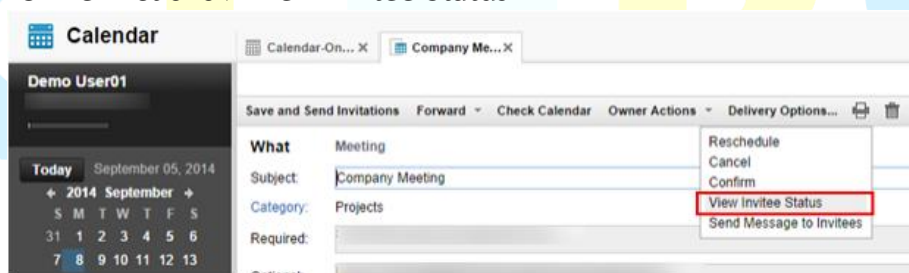 Calendar
Calendar-On... X
Company Me... X
Demo User01
Save and Send Invitations Forward Check Calendar Owner Actions Delivery Options...
Today September 05, 2014
2014 September
S M T W T F S
31 1 2 3 4 5 6
7 8 9 10 11 12 13
What Meeting
Subject: Company Meeting
Category: Projects
Required:
Reschedule
Cancel
Confirm
View Invitee Status
Send Message to Invitees